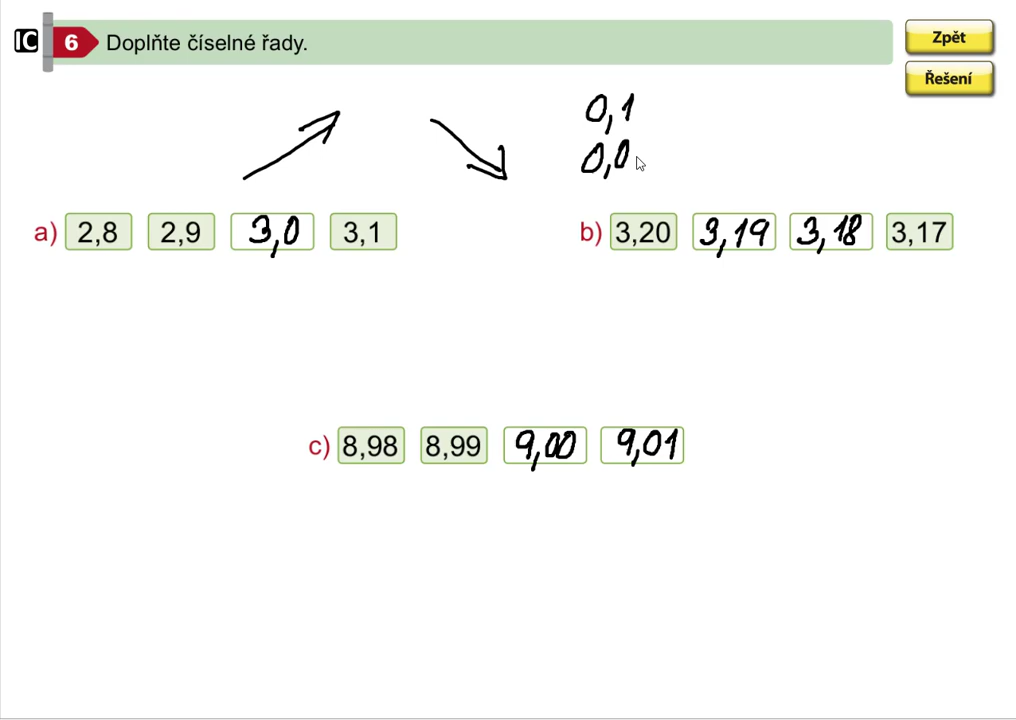 IC 6 Doplňte číselné řady. Zpět
Řešení
0,1
0,0
a) 2,8 2,9 3,0 3,1 b) 3,20 3,19 3,18 3,17
c) 8,98 8,99 9,00 9,01